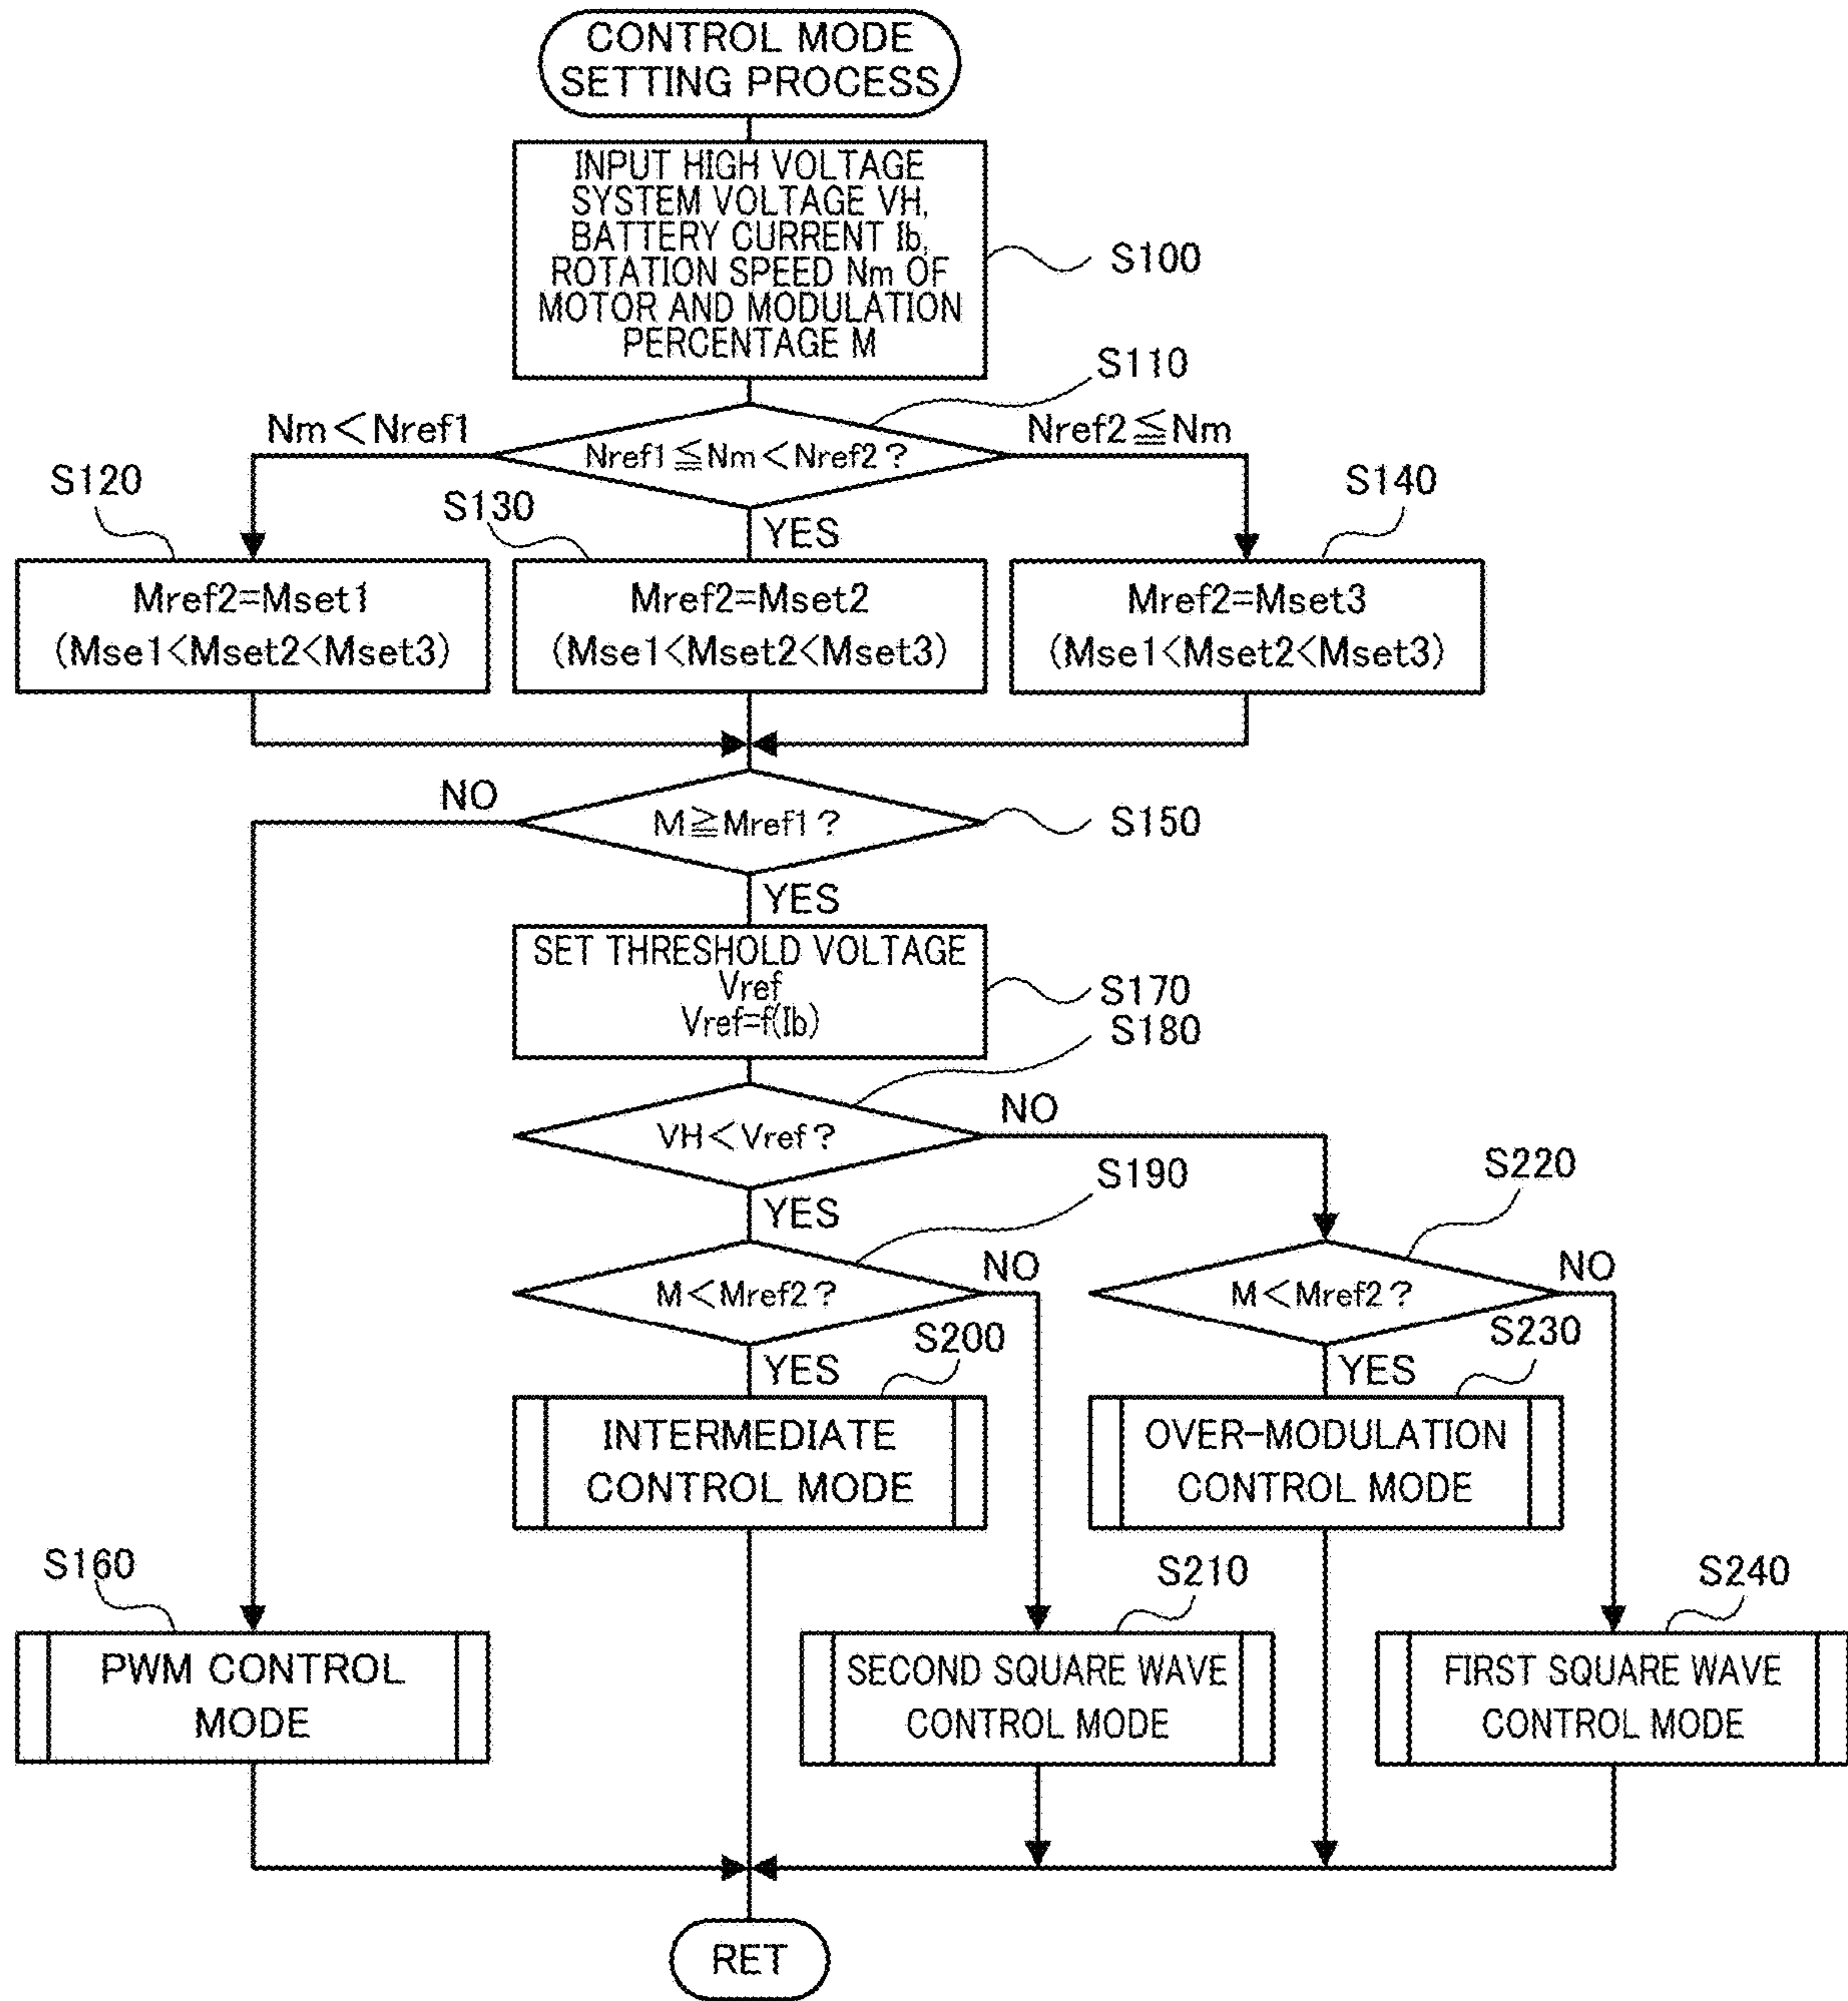 CONTROL MODE
SETTING PROCESS
INPUT HIGH VOLTAGE
SYSTEM VOLTAGE VH,
BATTERY CURRENT Ib,
ROTATION SPEED Nm OF
MOTOR AND MODULATION
PERCENTAGE M
S100
S110
Nm<Nref1
Nref1≦Nm<Nref2?
Nref2≦Nm
S120
S130
YES
S140
Mref2=Mset1
(Mse1<Mset2<Mset3)
Mref2=Mset2
(Mse1<Mset2<Mset3)
Mref2=Mset3
(Mse1<Mset2<Mset3)
NO
M≧Mref1?
S150
YES
SET THRESHOLD VOLTAGE
Vref
Vref=f(Ib)
S170
S180
VH<Vref?
NO
YES
S190
S220
M<Mref2?
NO
M<Mref2?
NO
YES
S200
YES
S230
INTERMEDIATE
CONTROL MODE
OVER-MODULATION
CONTROL MODE
S160
S210
S240
PWM CONTROL
MODE
SECOND SQUARE WAVE
CONTROL MODE
FIRST SQUARE WAVE
CONTROL MODE
RET